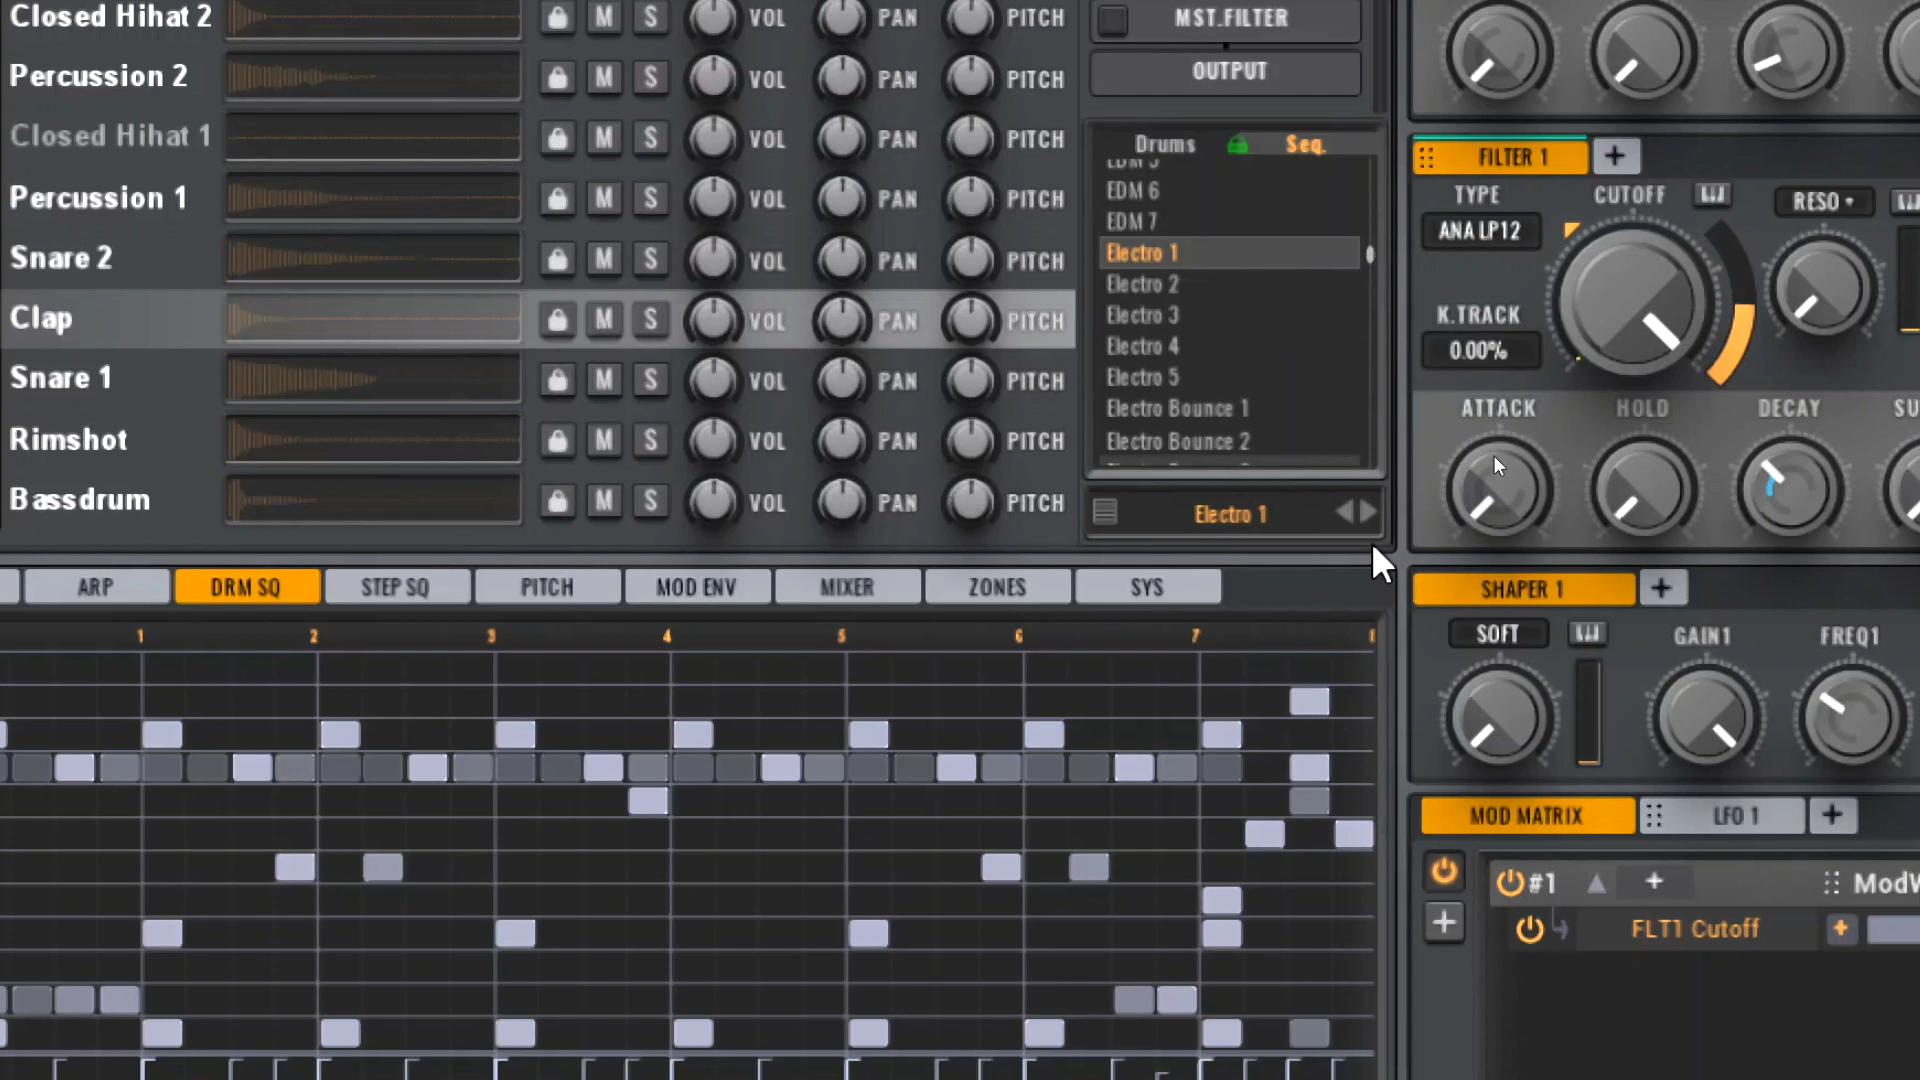 Closed Hihat 2 M S VOL PAN PITCH
Percussion 2 M S VOL PAN PITCH
Closed Hihat 1 M S VOL PAN PITCH
Percussion 1 M S VOL PAN PITCH
Snare 2 M S VOL PAN PITCH
Clap M S VOL PAN PITCH
Snare 1 M S VOL PAN PITCH
Rimshot M S VOL PAN PITCH
Bassdrum M S VOL PAN PITCH
MST.FILTER
OUTPUT
Drums Seq.
EDM 6
EDM 7
Electro 1
Electro 2
Electro 3
Electro 4
Electro 5
Electro Bounce 1
Electro Bounce 2
Electro 1
FILTER 1 +
TYPE CUTOFF RESO
ANA LP12
K.TRACK
0.00%
ATTACK HOLD DECAY SU
ARP DRM SQ STEP SQ PITCH MOD ENV MIXER ZONES SYS
1 2 3 4 5 6 7
SHAPER 1 +
SOFT GAIN1 FREQ1
MOD MATRIX LFO 1 +
#1 + ModW
+ FLT1 Cutoff +